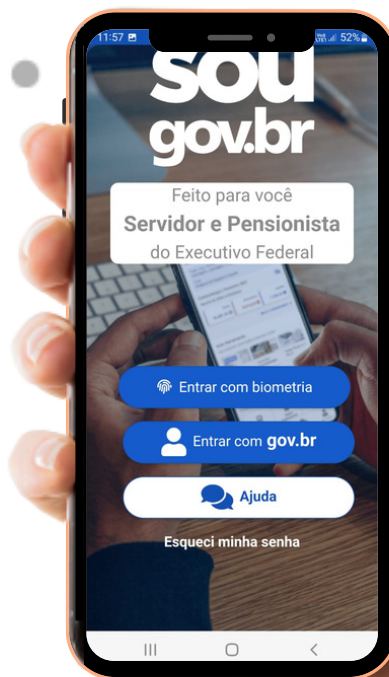 11:57
52%
sou
gov.br
Feito para você
Servidor e Pensionista
do Executivo Federal
Entrar com biometria
Entrar com gov.br
Ajuda
Esqueci minha senha